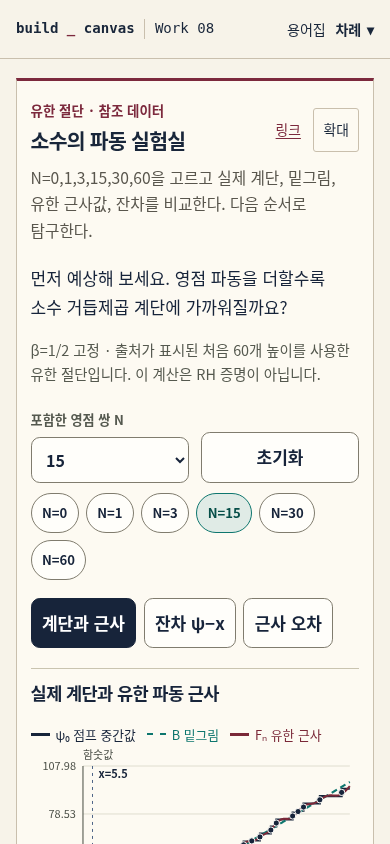 build _ canvas Work 08 용어집 차례 ▾
유한 절단 · 참조 데이터
소수의 파동 실험실 링크 확대
N=0,1,3,15,30,60을 고르고 실제 계단, 밑그림,
유한 근사값, 잔차를 비교한다. 다음 순서로
탐구한다.
먼저 예상해 보세요. 영점 파동을 더할수록
소수 거듭제곱 계단에 가까워질까요?
β=1/2 고정 · 출처가 표시된 처음 60개 높이를 사용한
유한 절단입니다. 이 계산은 RH 증명이 아닙니다.
포함한 영점 쌍 N
15 초기화
N=0 N=1 N=3 N=15 N=30
N=60
계단과 근사 잔차 ψ−x 근사 오차
실제 계단과 유한 파동 근사
ψ₀ 점프 중간값 B 밑그림 Fₙ 유한 근사
함숫값
107.98
x=5.5
78.53